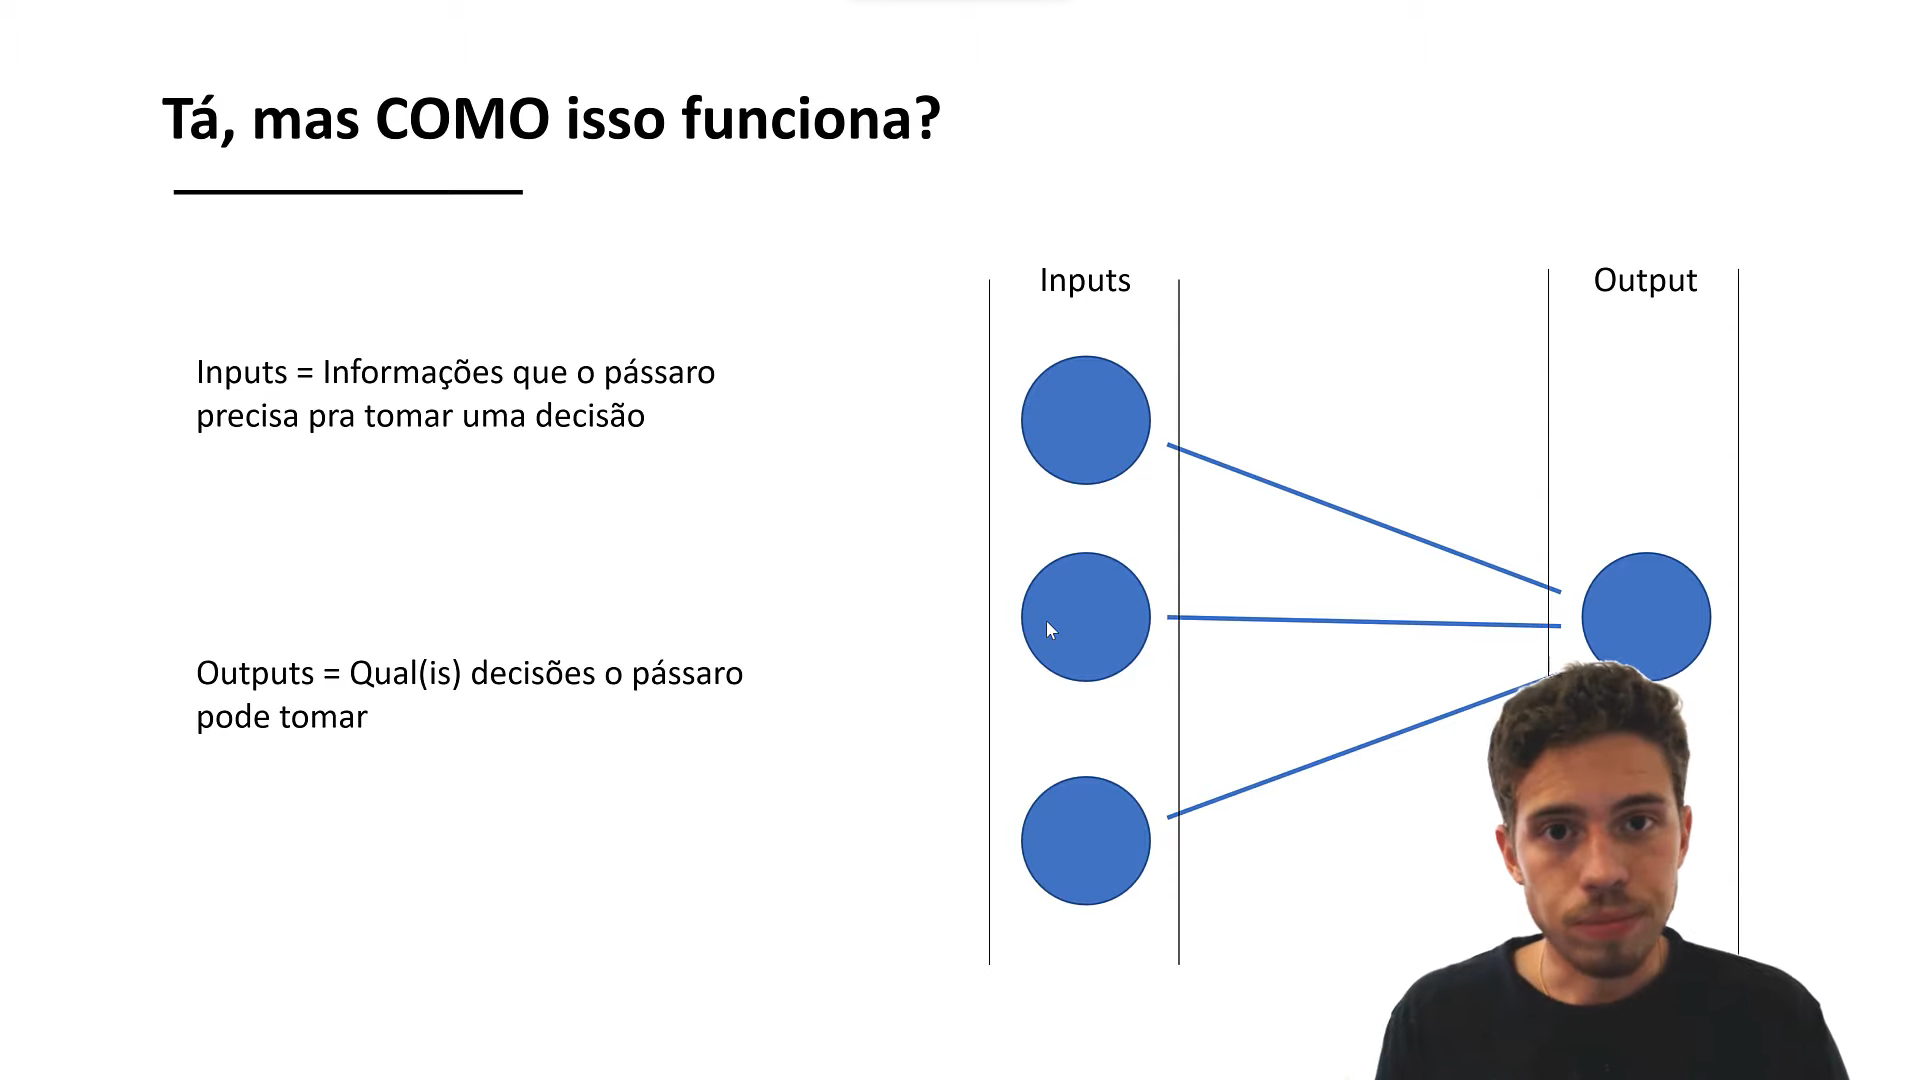 Tá, mas COMO isso funciona?
Inputs
Output
Inputs = Informações que o pássaro
precisa pra tomar uma decisão
Outputs = Qual(is) decisões o pássaro
pode tomar